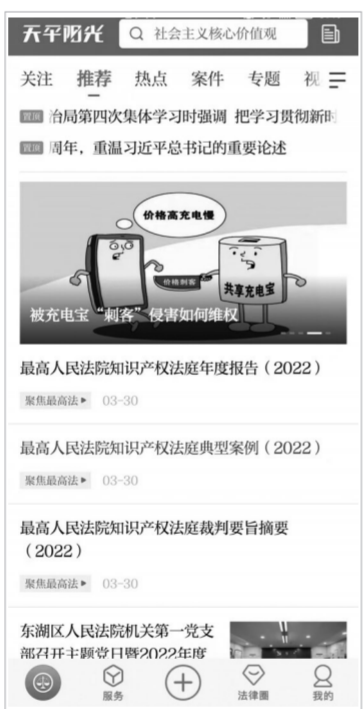 天平阳光
社会主义核心价值观
关注 推荐 热点 案件 专题 视
置顶 治局第四次集体学习时强调 把学习贯彻新时
置顶 周年，重温习近平总书记的重要论述
价格高充电慢
价格刺客
共享充电宝
被充电宝“刺客”侵害如何维权
最高人民法院知识产权法庭年度报告（2022）
聚焦最高法 03-30
最高人民法院知识产权法庭典型案例（2022）
聚焦最高法 03-30
最高人民法院知识产权法庭裁判要旨摘要
（2022）
聚焦最高法 03-30
东湖区人民法院机关第一党支
部召开主题党日暨2022年度
服务 法律圈 我的